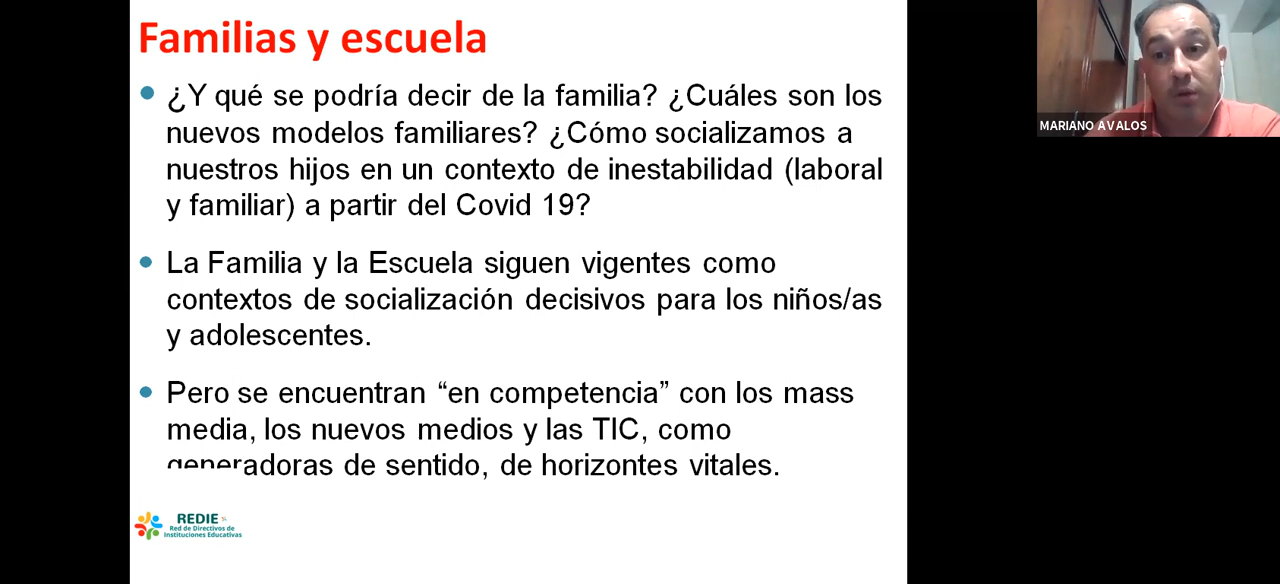 Familias y escuela
¿Y qué se podría decir de la familia? ¿Cuáles son los
nuevos modelos familiares? ¿Cómo socializamos a
nuestros hijos en un contexto de inestabilidad (laboral
y familiar) a partir del Covid 19?
La Familia y la Escuela siguen vigentes como
contextos de socialización decisivos para los niños/as
y adolescentes.
Pero se encuentran “en competencia” con los mass
media, los nuevos medios y las TIC, como
generadoras de sentido, de horizontes vitales.
REDIE
Red de Directivos de
Instituciones Educativas
MARIANO AVALOS